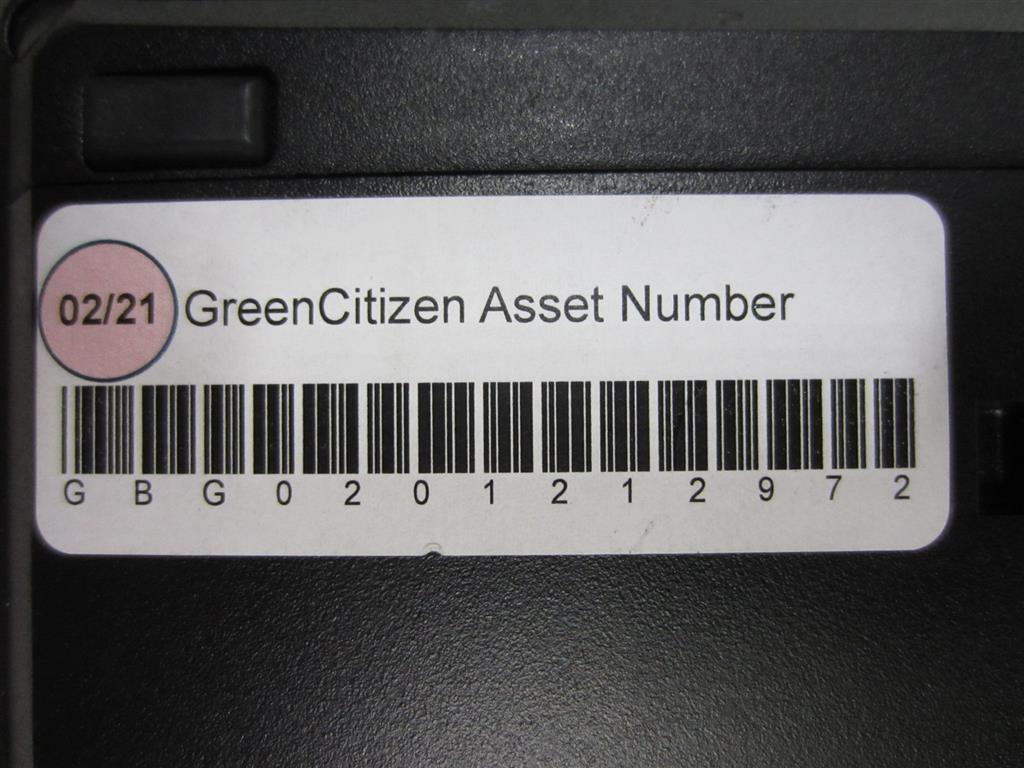 02/21 GreenCitizen Asset Number
G B G 0 2 0 1 2 1 2 9 7 2